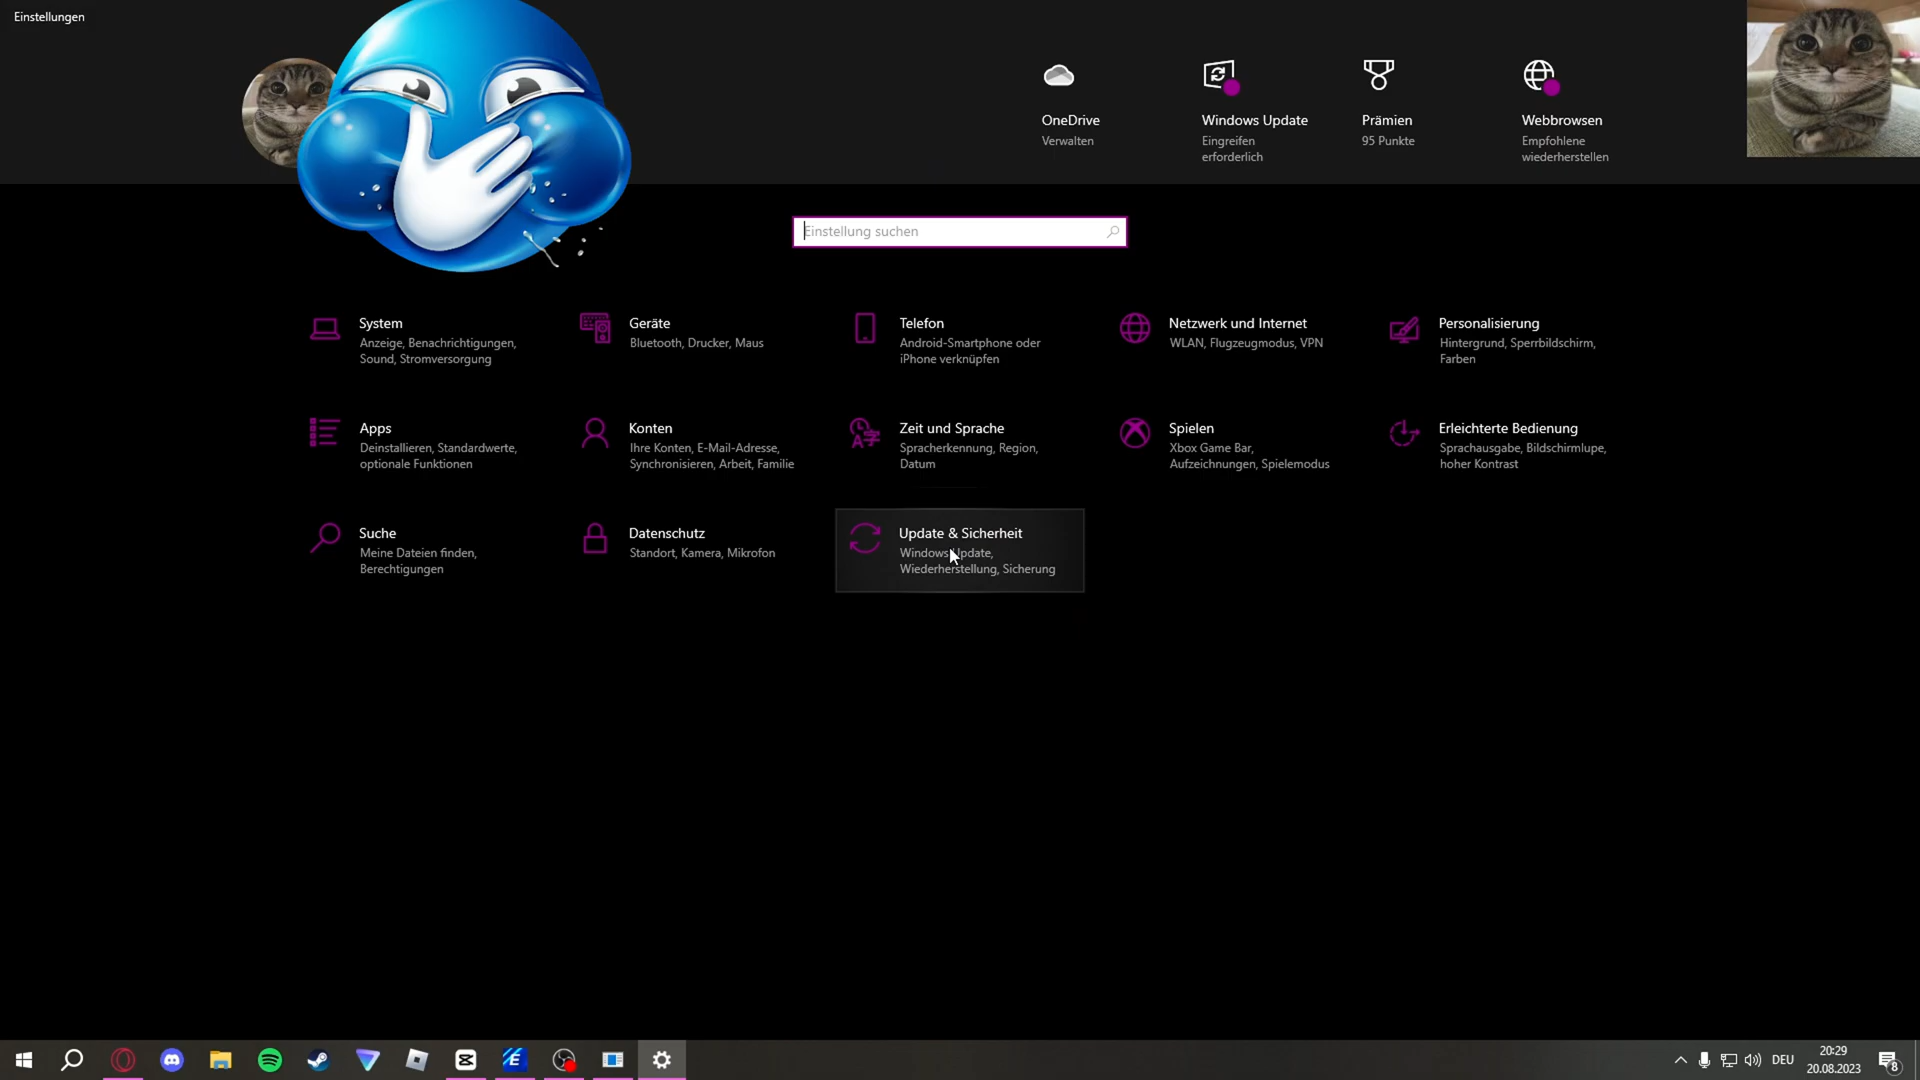 Einstellungen
OneDrive
Verwalten
Windows Update
Eingreifen
erforderlich
Prämien
95 Punkte
Webbrowsen
Empfohlene
wiederherstellen
Einstellung suchen
System
Anzeige, Benachrichtigungen,
Sound, Stromversorgung
Geräte
Bluetooth, Drucker, Maus
Telefon
Android-Smartphone oder
iPhone verknüpfen
Netzwerk und Internet
WLAN, Flugzeugmodus, VPN
Personalisierung
Hintergrund, Sperrbildschirm,
Farben
Apps
Deinstallieren, Standardwerte,
optionale Funktionen
Konten
Ihre Konten, E-Mail-Adresse,
Synchronisieren, Arbeit, Familie
Zeit und Sprache
Spracherkennung, Region,
Datum
Spielen
Xbox Game Bar,
Aufzeichnungen, Spielemodus
Erleichterte Bedienung
Sprachausgabe, Bildschirmlupe,
hoher Kontrast
Suche
Meine Dateien finden,
Berechtigungen
Datenschutz
Standort, Kamera, Mikrofon
Update & Sicherheit
Windows Update,
Wiederherstellung, Sicherung
DEU
20:29
20.08.2023
8